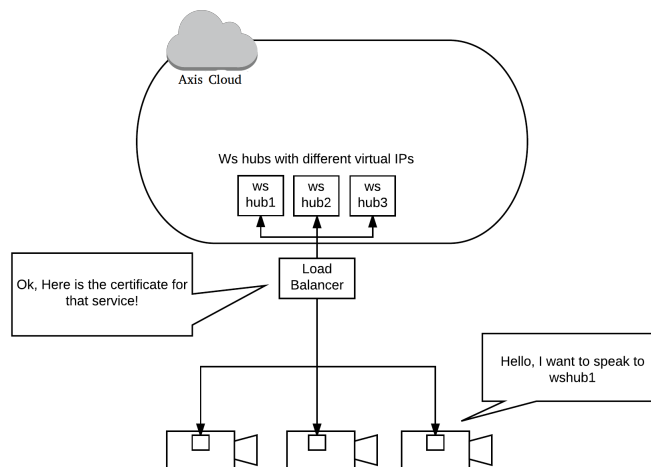 Axis Cloud
Ws hubs with different virtual IPs
ws
hub1
ws
hub2
ws
hub3
Load
Balancer
Ok, Here is the certificate for
that service!
Hello, I want to speak to
wshub1